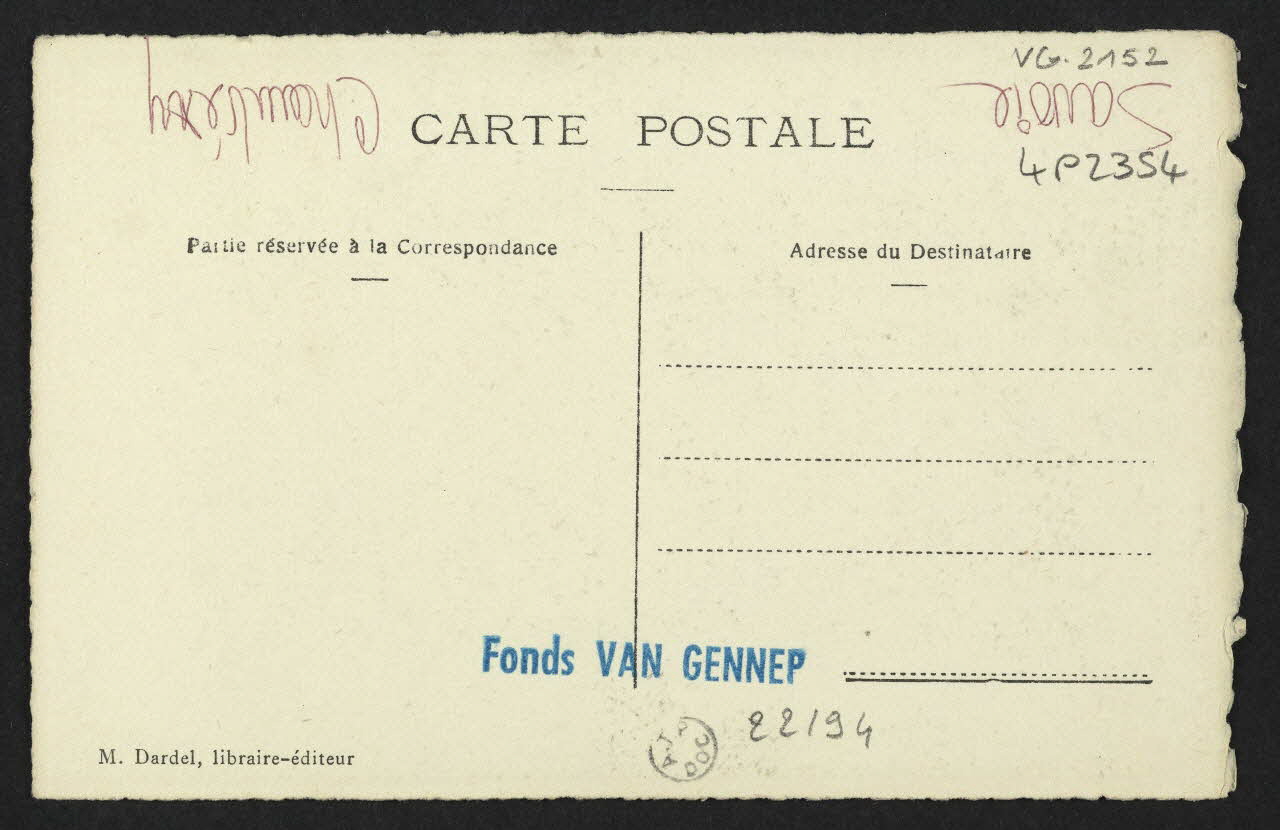 VG. 2152
Savoie
Chambéry
CARTE POSTALE
4P2354
Partie réservée à la Correspondance
Adresse du Destinataire
Fonds VAN GENNEP
22194
DOC
M. Dardel, libraire-éditeur